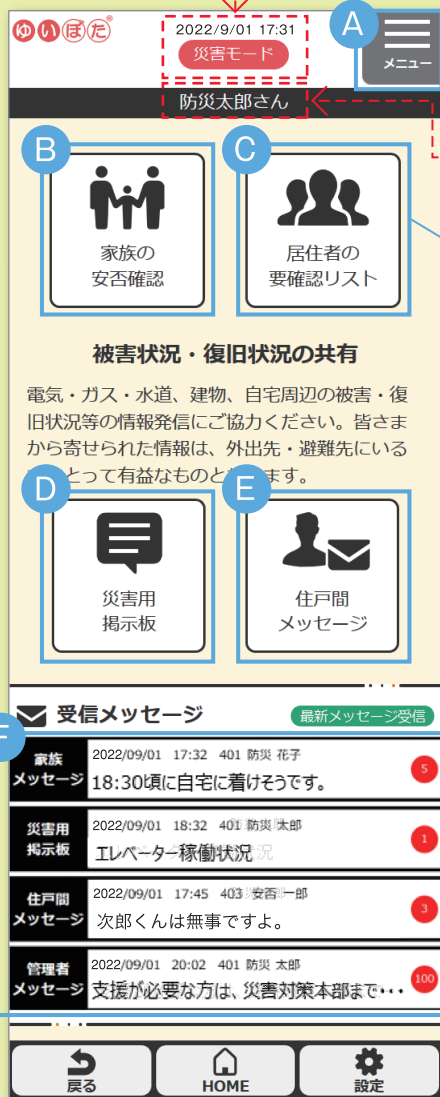 ゆいぽた
2022/9/01 17:31
災害モード
A
メニュー
防災太郎さん
B
家族の
安否確認
C
居住者の
要確認リスト
被害状況・復旧状況の共有
電気・ガス・水道、建物、自宅周辺の被害・復
旧状況等の情報発信にご協力ください。皆さま
から寄せられた情報は、外出先・避難先にいる
とって有益なものと ます。
D
災害用
掲示板
E
住戸間
メッセージ
受信メッセージ
最新メッセージ受信
F
家族
メッセージ
2022/09/01 17:32 401 防災 花子
18:30頃に自宅に着けそうです。
5
災害用
掲示板
2022/09/01 18:32 401 防災 太郎
エレベーター稼働状況
1
住戸間
メッセージ
2022/09/01 17:45 403 安否 一郎
次郎くんは無事ですよ。
3
管理者
メッセージ
2022/09/01 20:02 401 防災 太郎
支援が必要な方は、災害対策本部まで・・・
100
戻る
HOME
設定